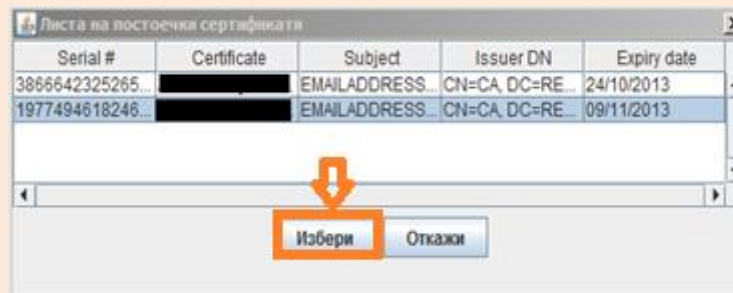 Листа на постоечки сертификати
Serial # Certificate Subject Issuer DN Expiry date
3866642325265... EMAILADDRESS... CN=CA, DC=RE... 24/10/2013
1977494618246... EMAILADDRESS... CN=CA, DC=RE... 09/11/2013
Избери Откажи